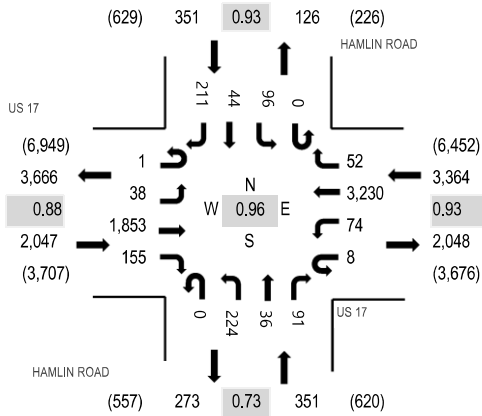 (629) 351 0.93 126 (226)
HAMLIN ROAD
US 17
211 44 96 0
(6,949) (6,452)
1 52
3,666 3,364
38 N 3,230
0.88 W 0.96 E 0.93
1,853 74
2,047 S 2,048
155 8
(3,707) (3,676)
0 224 36 91
US 17
HAMLIN ROAD
(557) 273 0.73 351 (620)